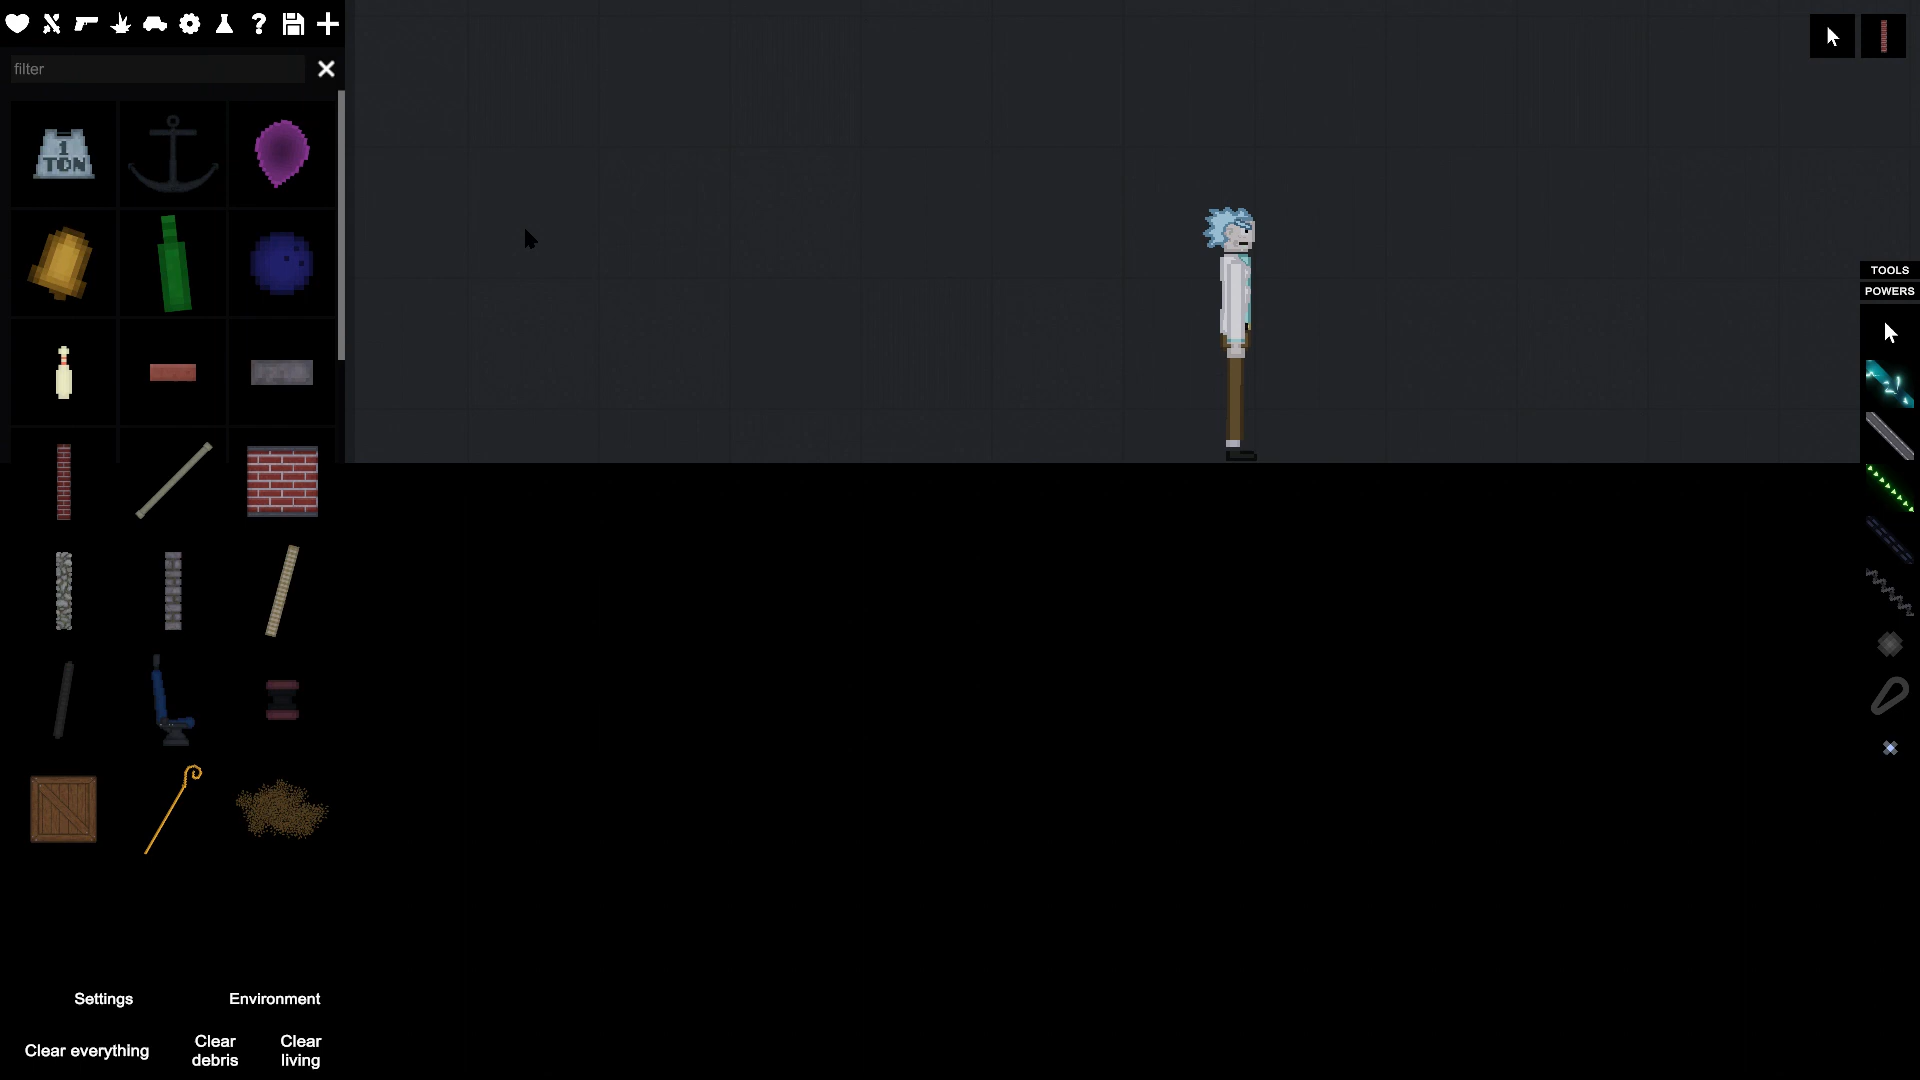 filter
1
TON
TOOLS
POWERS
Settings
Environment
Clear everything
Clear
debris
Clear
living